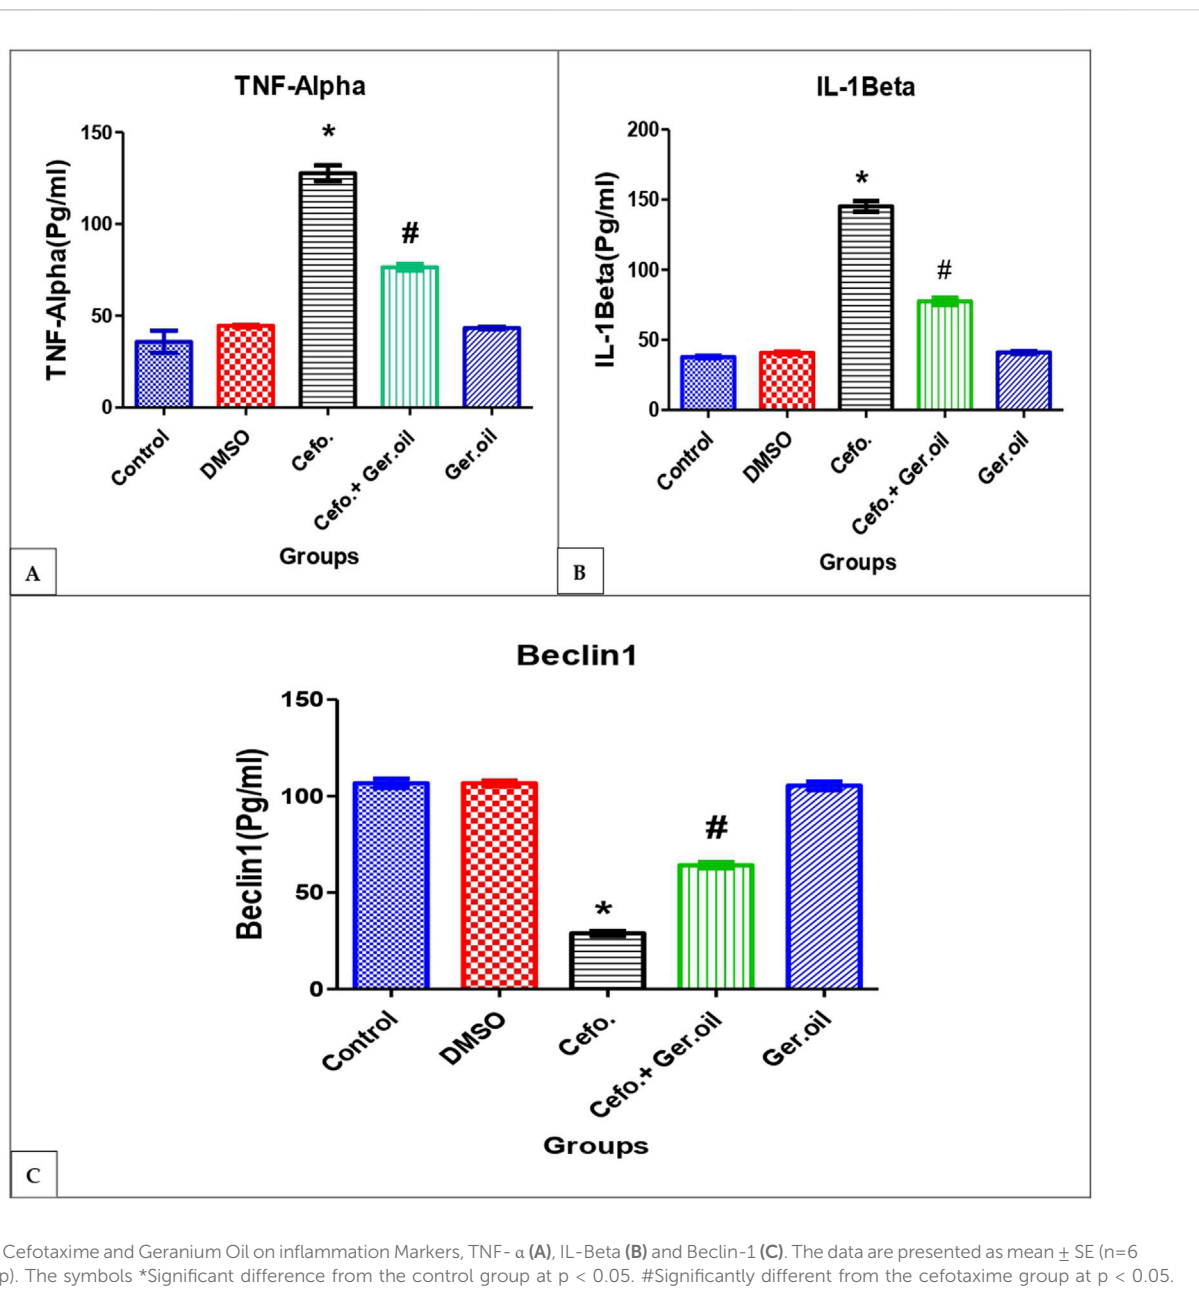 TNF-Alpha
*
#
150
100
50
0
TNF-Alpha(Pg/ml)
Control
DMSO
Cefo.
Cefo.+ Ger.oil
Ger.oil
Groups
A
IL-1Beta
*
#
200
150
100
50
0
IL-1Beta(Pg/ml)
Control
DMSO
Cefo.
Cefo.+ Ger.oil
Ger.oil
Groups
B
Beclin1
*
#
150
100
50
0
Beclin1(Pg/ml)
Control
DMSO
Cefo.
Cefo.+ Ger.oil
Ger.oil
Groups
C
Cefotaxime and Geranium Oil on inflammation Markers, TNF- α (A), IL-Beta (B) and Beclin-1 (C). The data are presented as mean ± SE (n=6
p). The symbols *Significant difference from the control group at p < 0.05. #Significantly different from the cefotaxime group at p < 0.05.